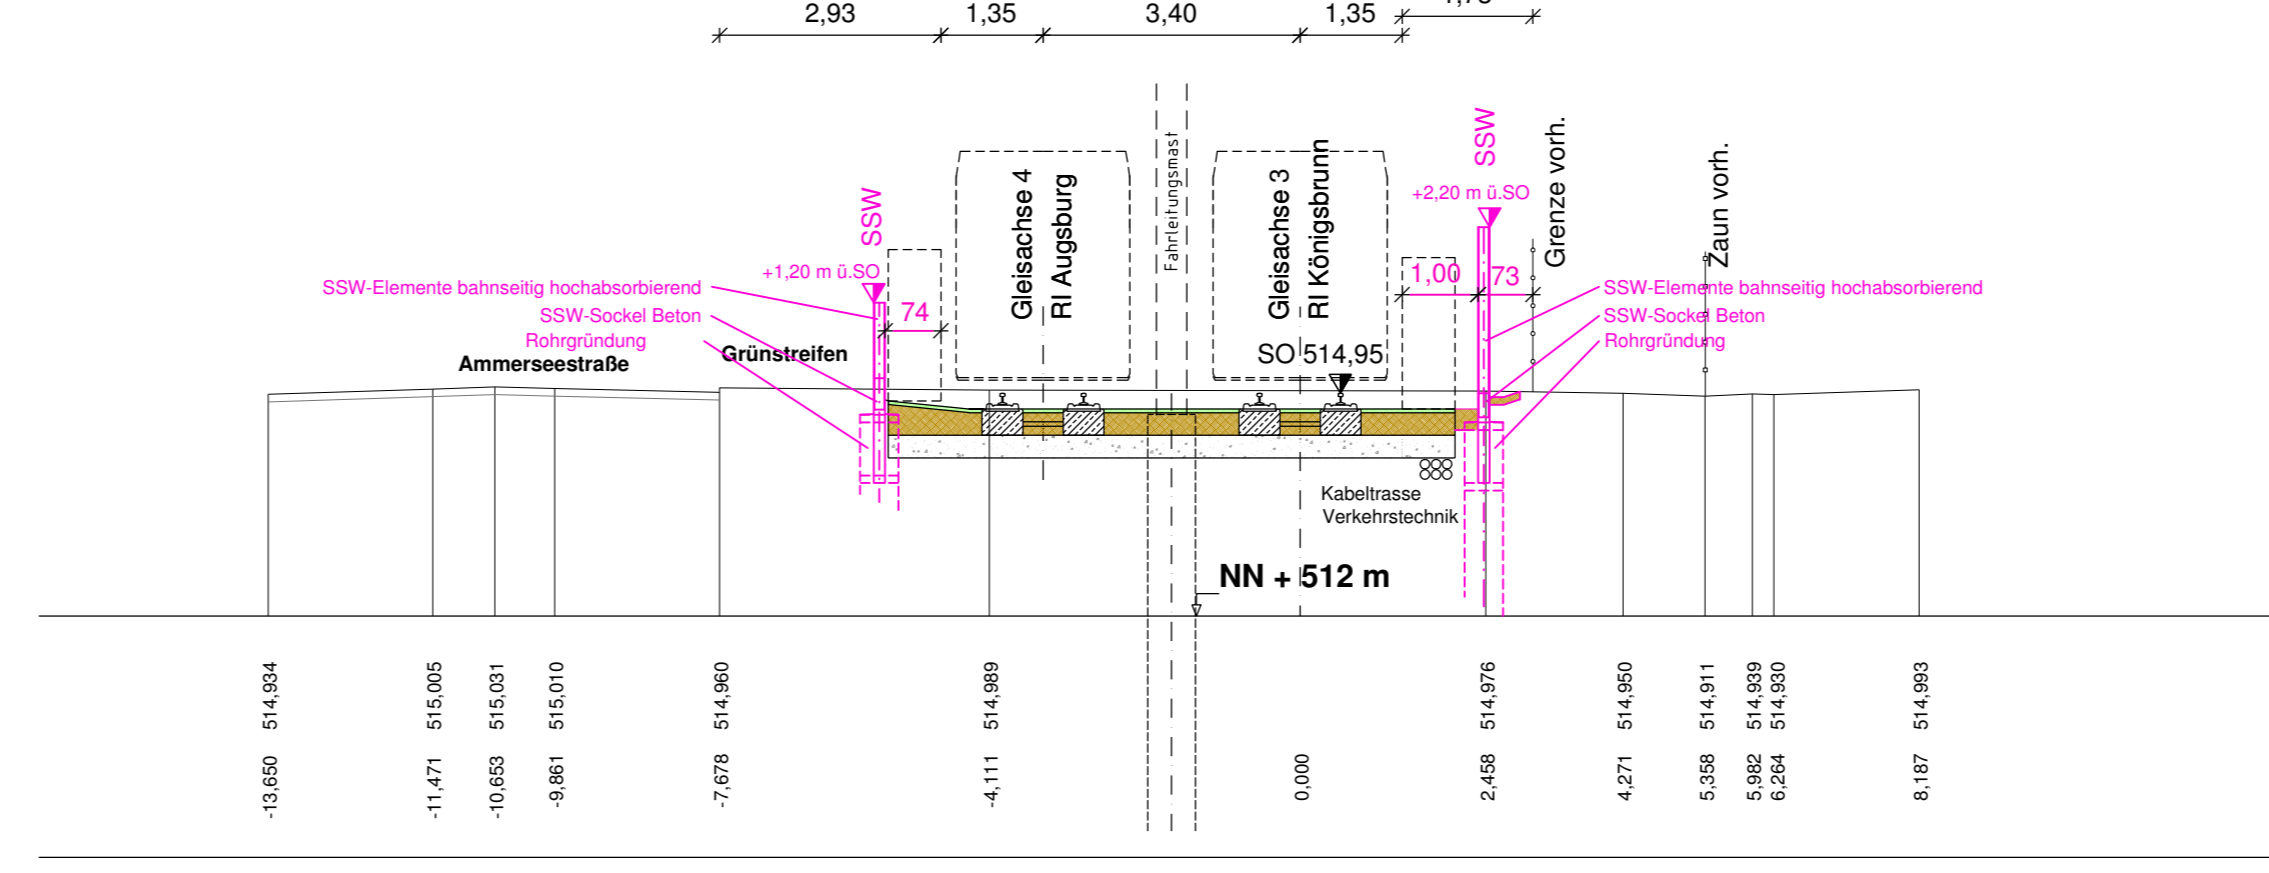 2,93
1,35
3,40
1,35
SSW
+1,20 m ü.SO
74
Gleisachse 4
RI Augsburg
Fahrleitungsmast
Gleisachse 3
RI Königsbrunn
SO 514,95
SSW
+2,20 m ü.SO
1,00
73
Grenze vorh.
Zaun vorh.
SSW-Elemente bahnseitig hochabsorbierend
SSW-Sockel Beton
Rohrgründung
Ammerseestraße
Grünstreifen
SSW-Elemente bahnseitig hochabsorbierend
SSW-Sockel Beton
Rohrgründung
Kabeltrasse
Verkehrstechnik
NN + 512 m
514,934
515,005
515,031
515,010
514,960
514,989
514,976
514,950
514,911
514,939
514,930
514,993
-13,650
-11,471
-10,653
-9,861
-7,678
-4,111
0,000
2,458
4,271
5,358
5,982
6,264
8,187